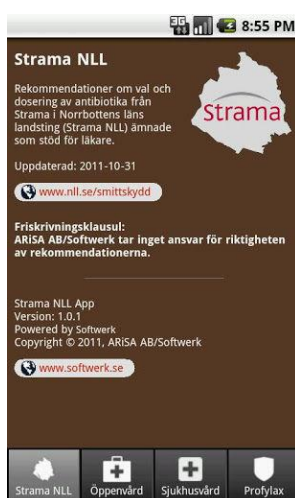 3G 8:55 PM
Strama NLL
Rekommendationer om val och
dosering av antibiotika från
Strama i Norrbottens läns
landsting (Strama NLL) ämnade
som stöd för läkare.
Strama
Uppdaterad: 2011-10-31
www.nll.se/smittskydd
Friskrivningsklausul:
ARiSA AB/Softwerk tar inget ansvar för riktigheten
av rekommendationerna.
Strama NLL App
Version: 1.0.1
Powered by Softwerk
Copyright © 2011, ARiSA AB/Softwerk
www.softwerk.se
Strama NLL Öppenvård Sjukhusvård Profylax